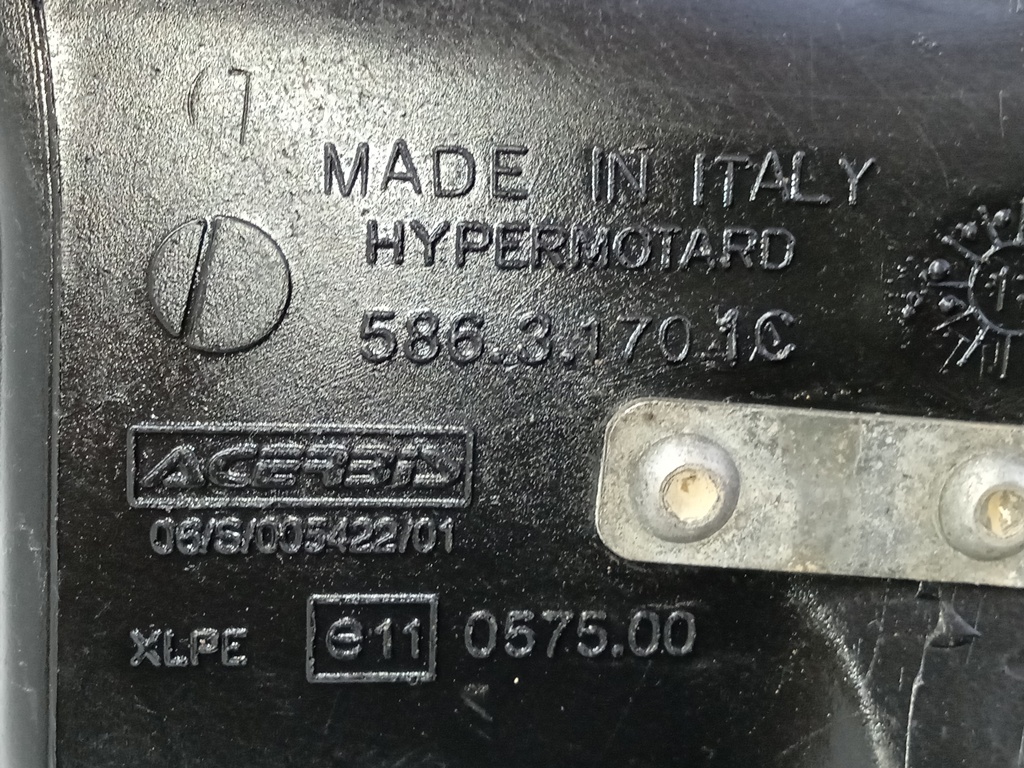 MADE IN ITALY
HYPERMOTARD
586.3.170.1C
ACERBIS
06/S/005422/01
XLPE e11 0575.00